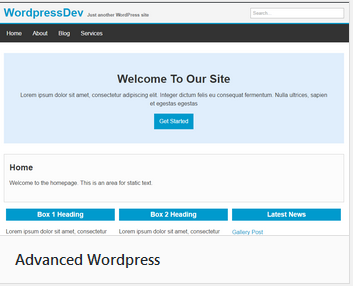 WordpressDev Just another WordPress site
Search...
Home About Blog Services
Welcome To Our Site
Lorem ipsum dolor sit amet, consectetur adipiscing elit. Integer dictum felis eu consequat fermentum. Nulla ultrices, sapien
et egestas egestas
Get Started
Home
Welcome to the homepage. This is an area for static text.
Box 1 Heading Box 2 Heading Latest News
Lorem ipsum dolor sit amet, consectetur Lorem ipsum dolor sit amet, consectetur Gallery Post
Advanced Wordpress